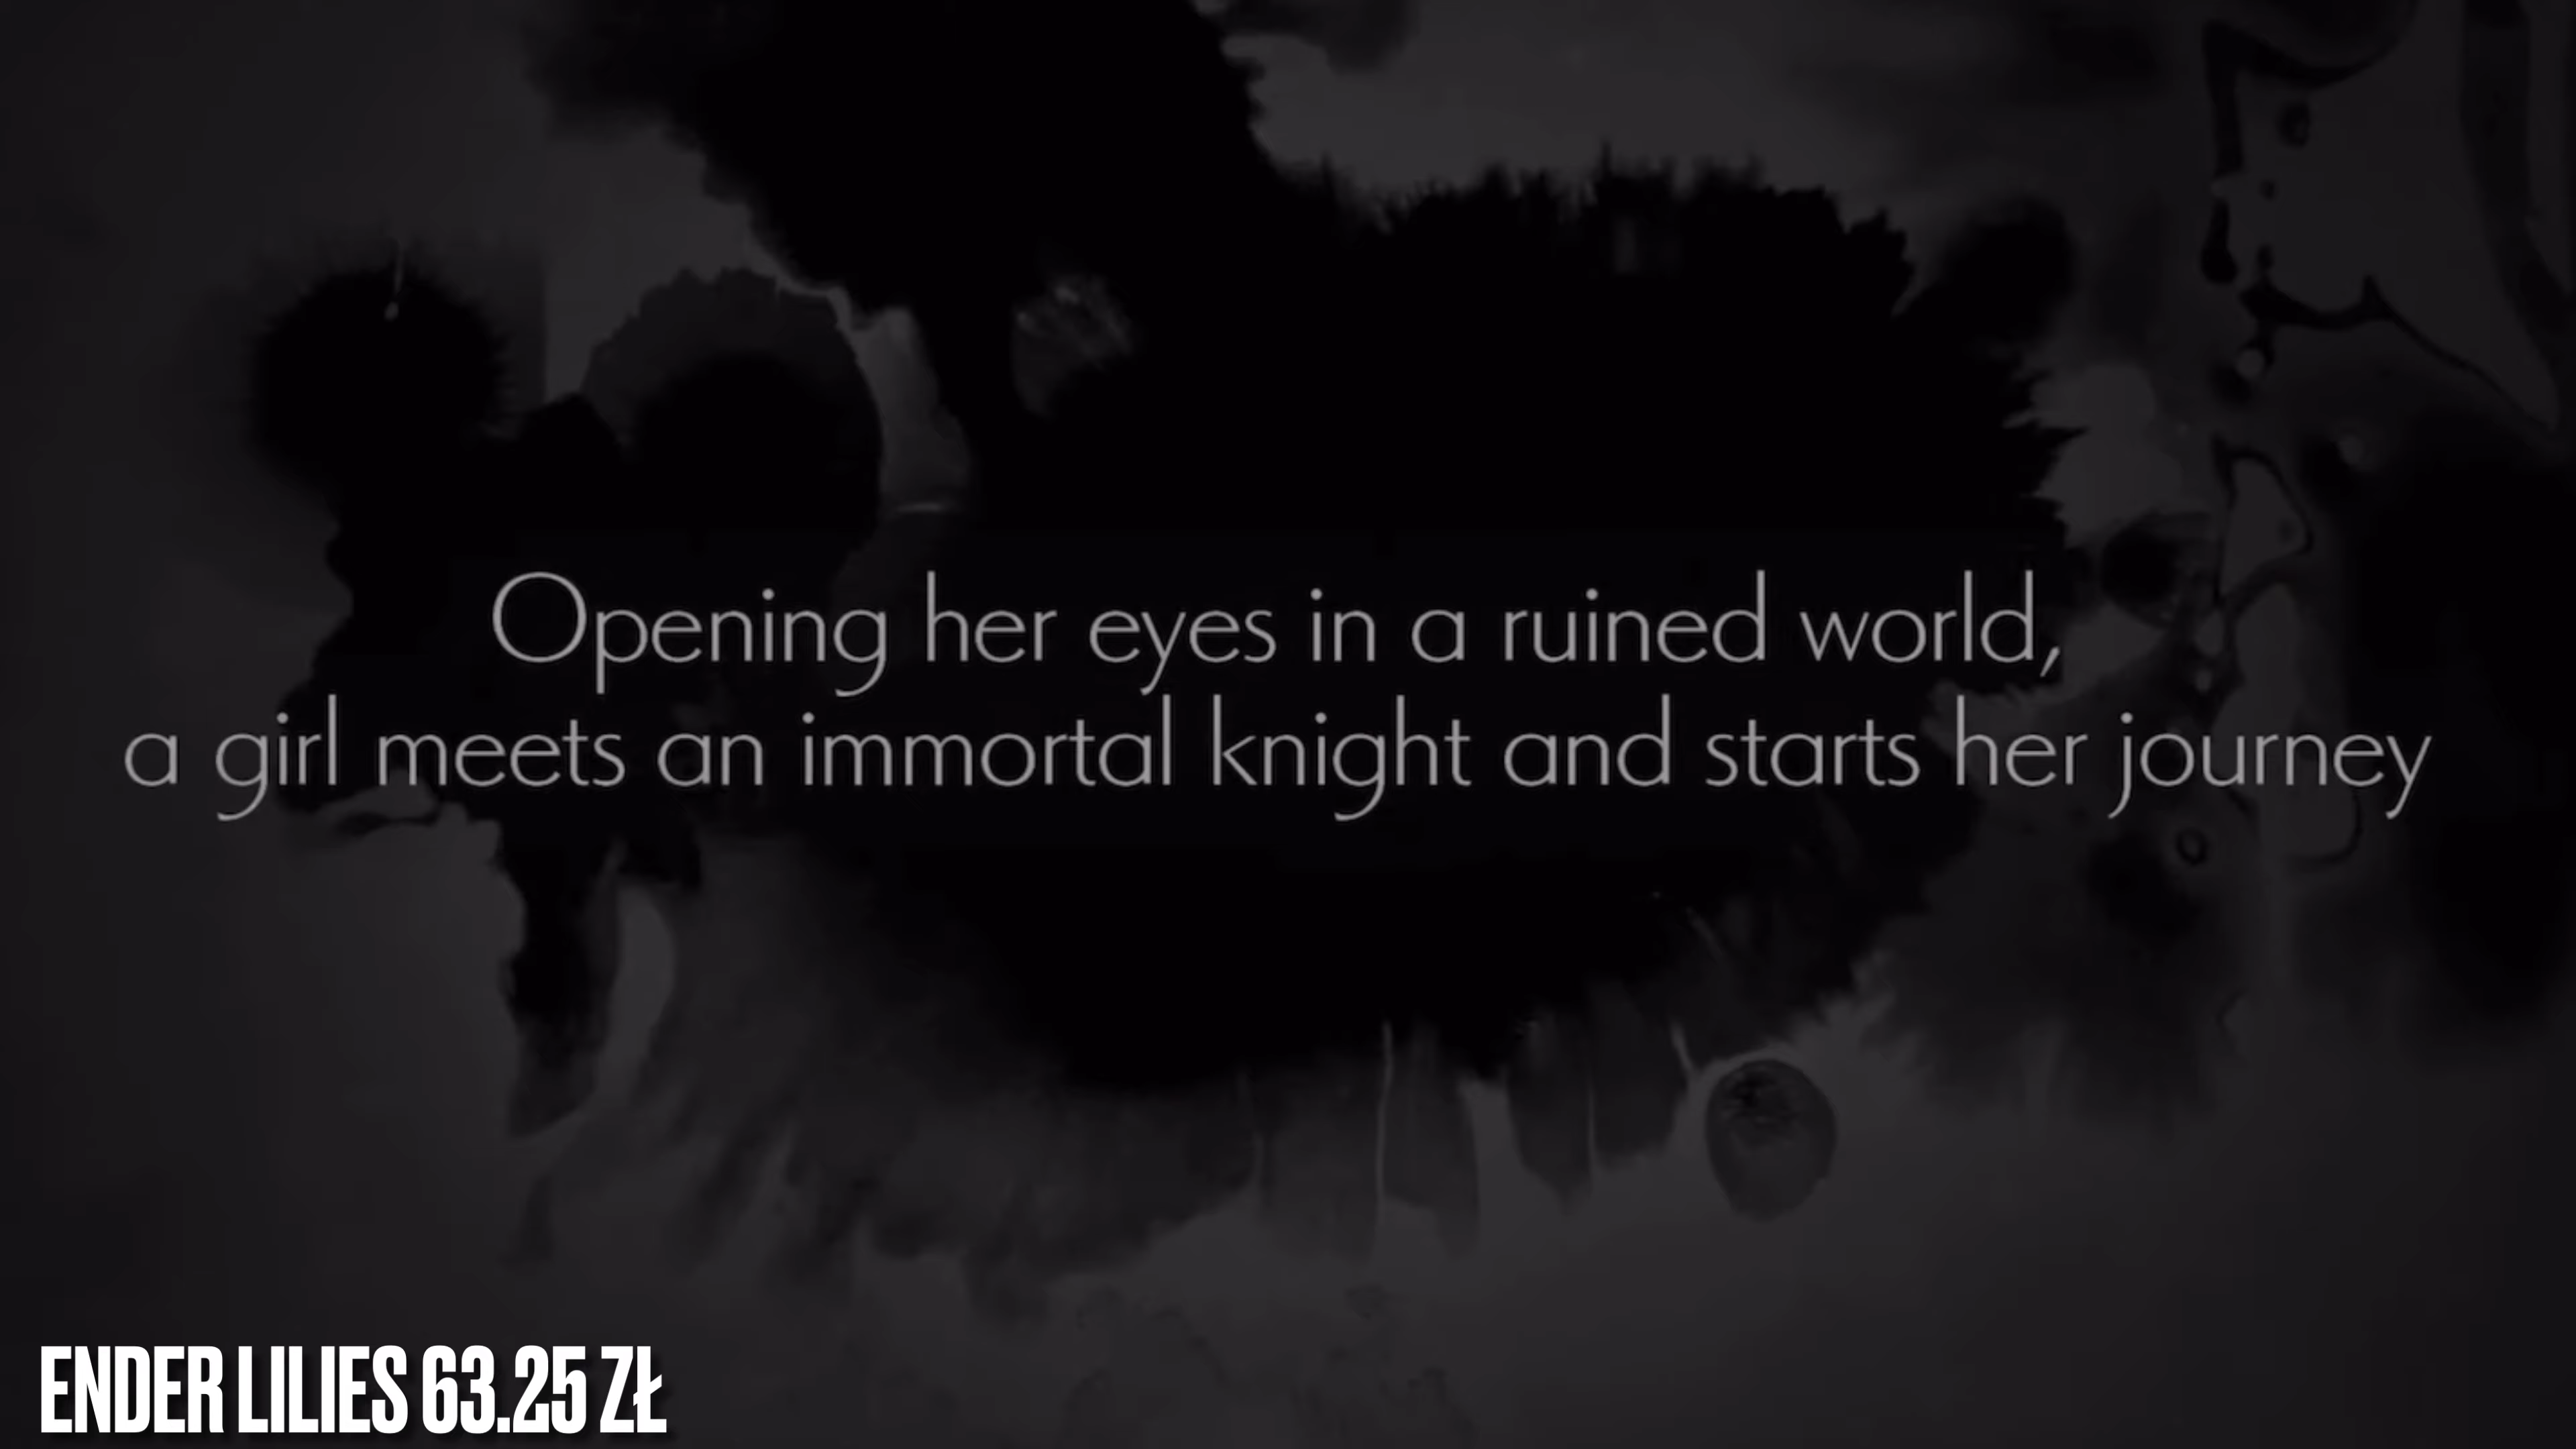 Opening her eyes in a ruined world,
a girl meets an immortal knight and starts her journey
ENDER LILIES 63.25 ZŁ